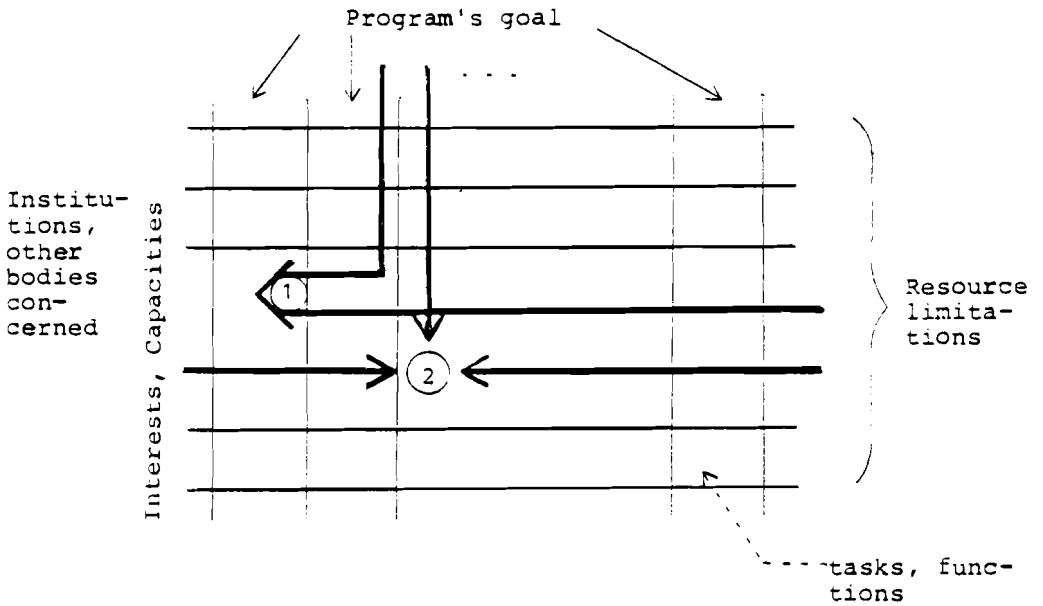 Program's goal
. . .
Institu-
tions,
other
bodies
con-
cerned
Interests, Capacities
1
2
Resource
limita-
tions
tasks, func-
tions